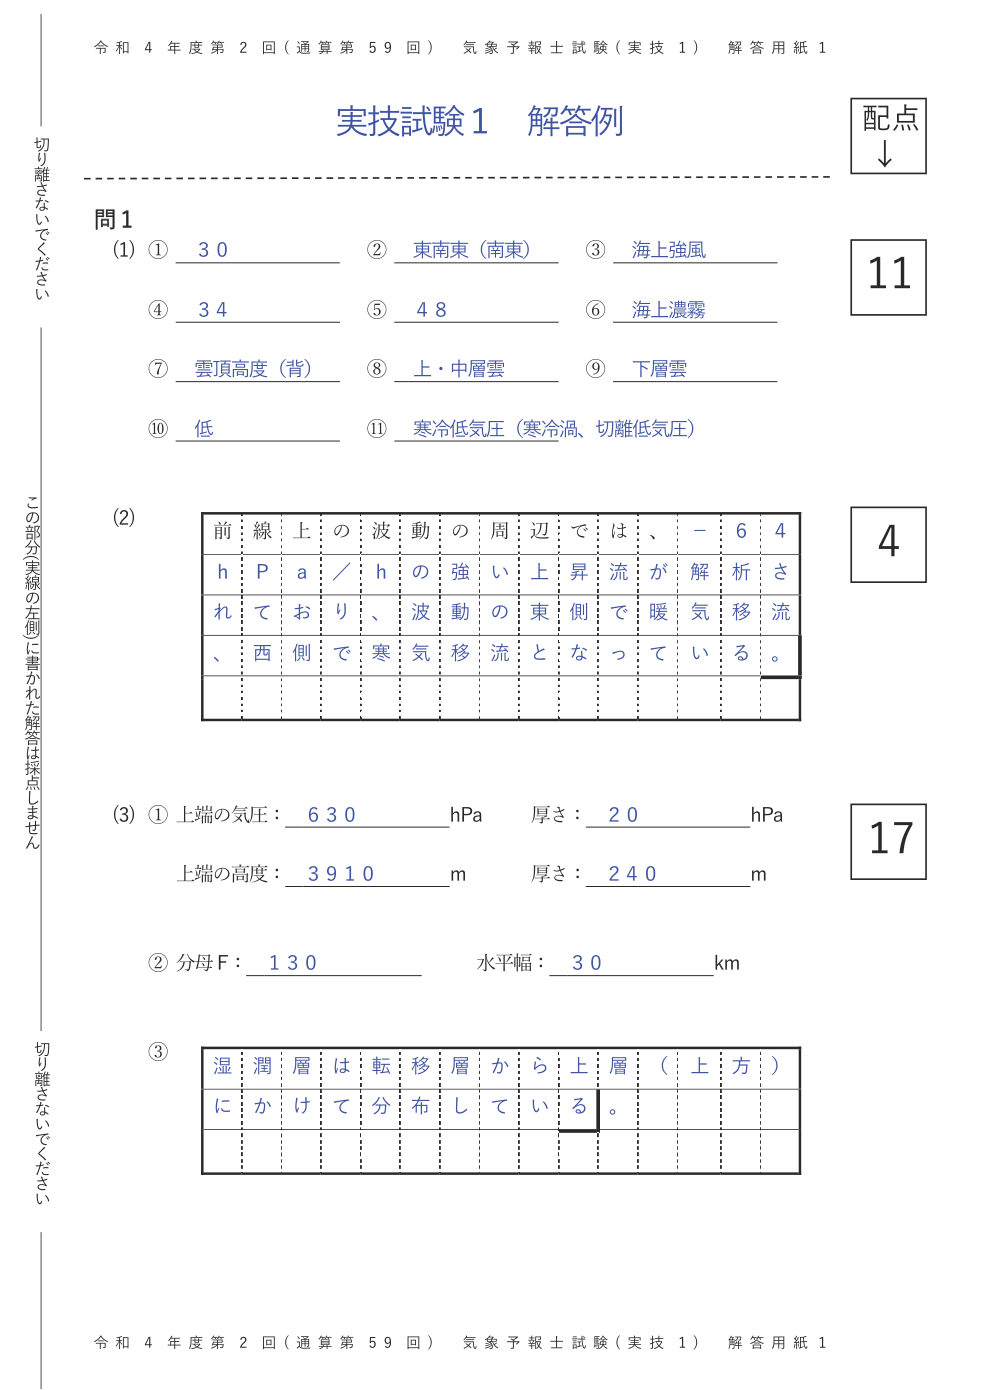 令和4年度第2回(通算第59回) 気象予報士試験(実技1) 解答用紙1
実技試験1 解答例
配点
↓
切り離さないでください
問1
(1) ① 30 ② 東南東（南東） ③ 海上強風
11
④ 34 ⑤ 48 ⑥ 海上濃霧
⑦ 雲頂高度（背） ⑧ 上・中層雲 ⑨ 下層雲
⑩ 低 ⑪ 寒冷低気圧（寒冷渦、切離低気圧）
この部分(実線の左側)に書かれた解答は採点しません
(2)
4
前線上の波動の周辺では、－64
hPa／hの強い上昇流が解析さ
れており、波動の東側で暖気移流
、西側で寒気移流となっている。
(3) ① 上端の気圧： 630 hPa 厚さ： 20 hPa
17
上端の高度： 3910 m 厚さ： 240 m
② 分母F： 130 水平幅： 30 km
切り離さないでください
③
湿潤層は転移層から上層（上方）
にかけて分布している。
令和4年度第2回(通算第59回) 気象予報士試験(実技1) 解答用紙1